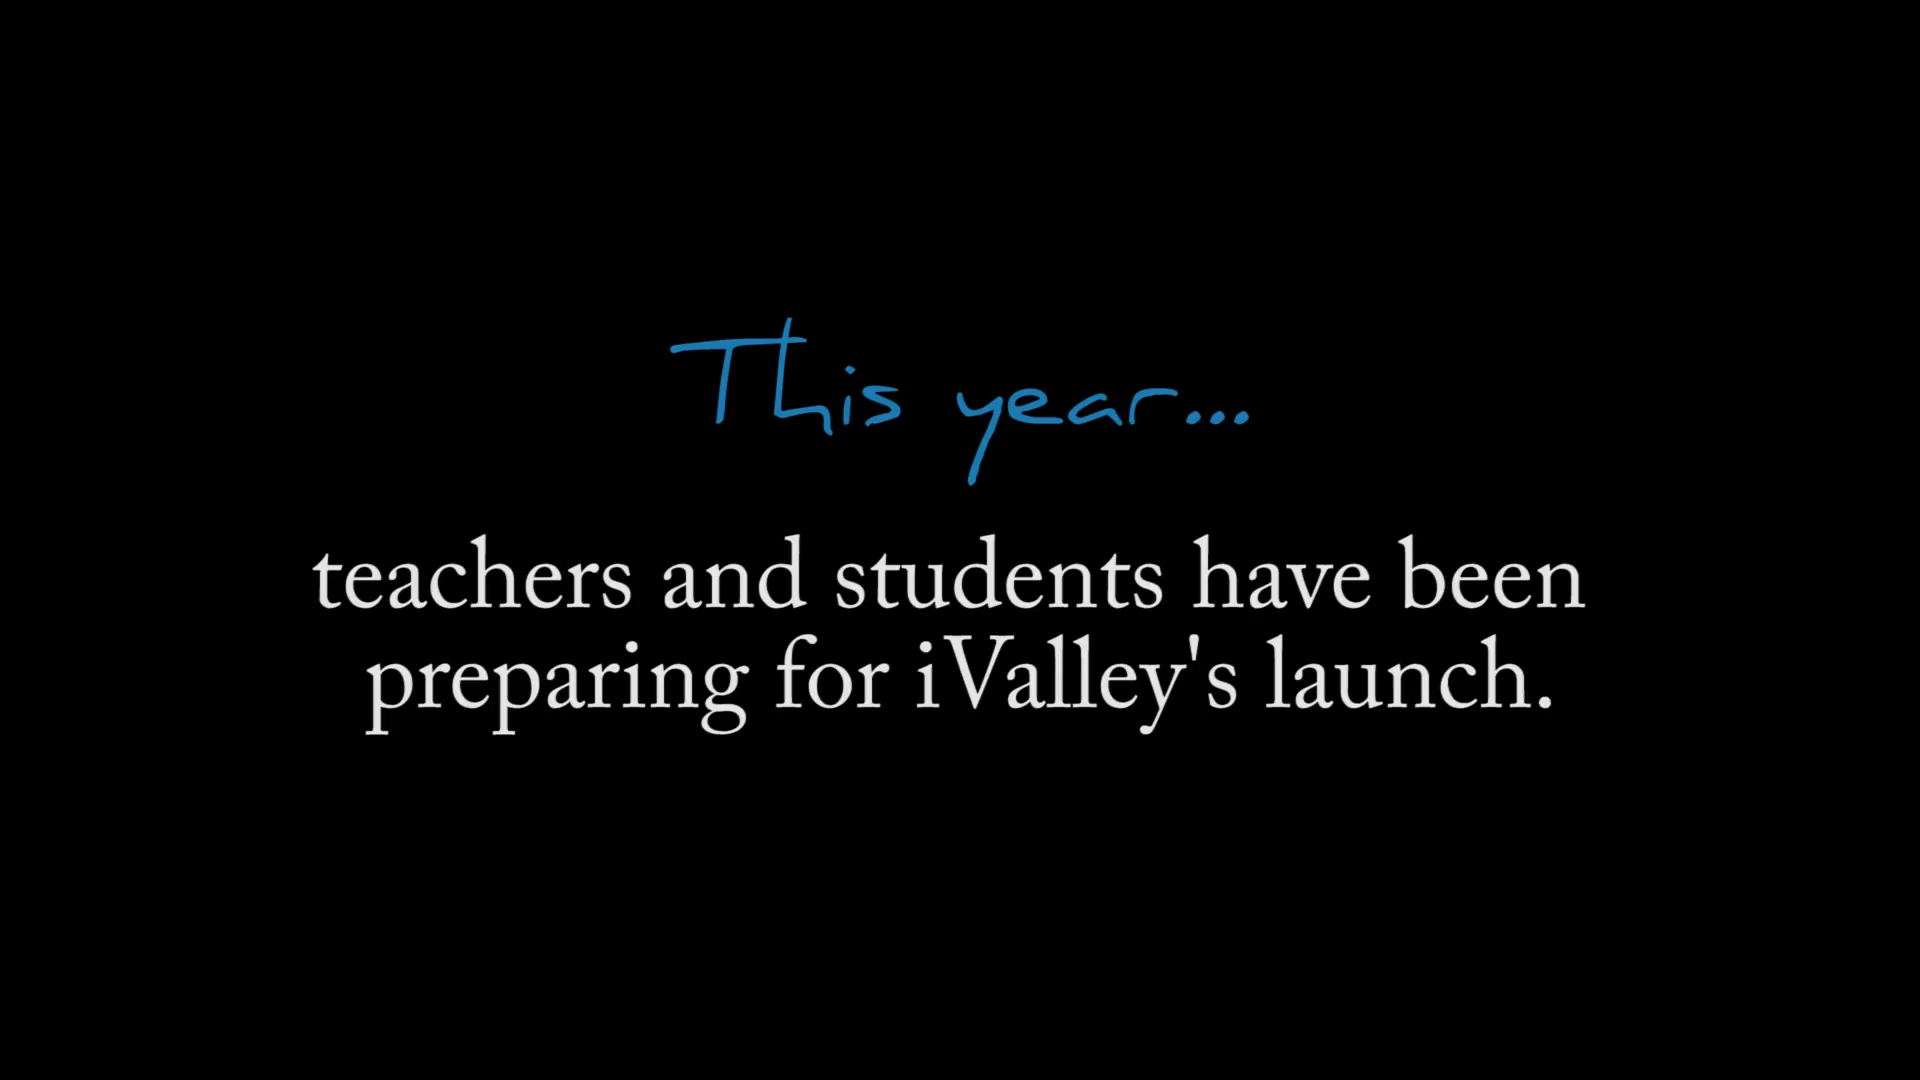 This year...
teachers and students have been
preparing for iValley's launch.